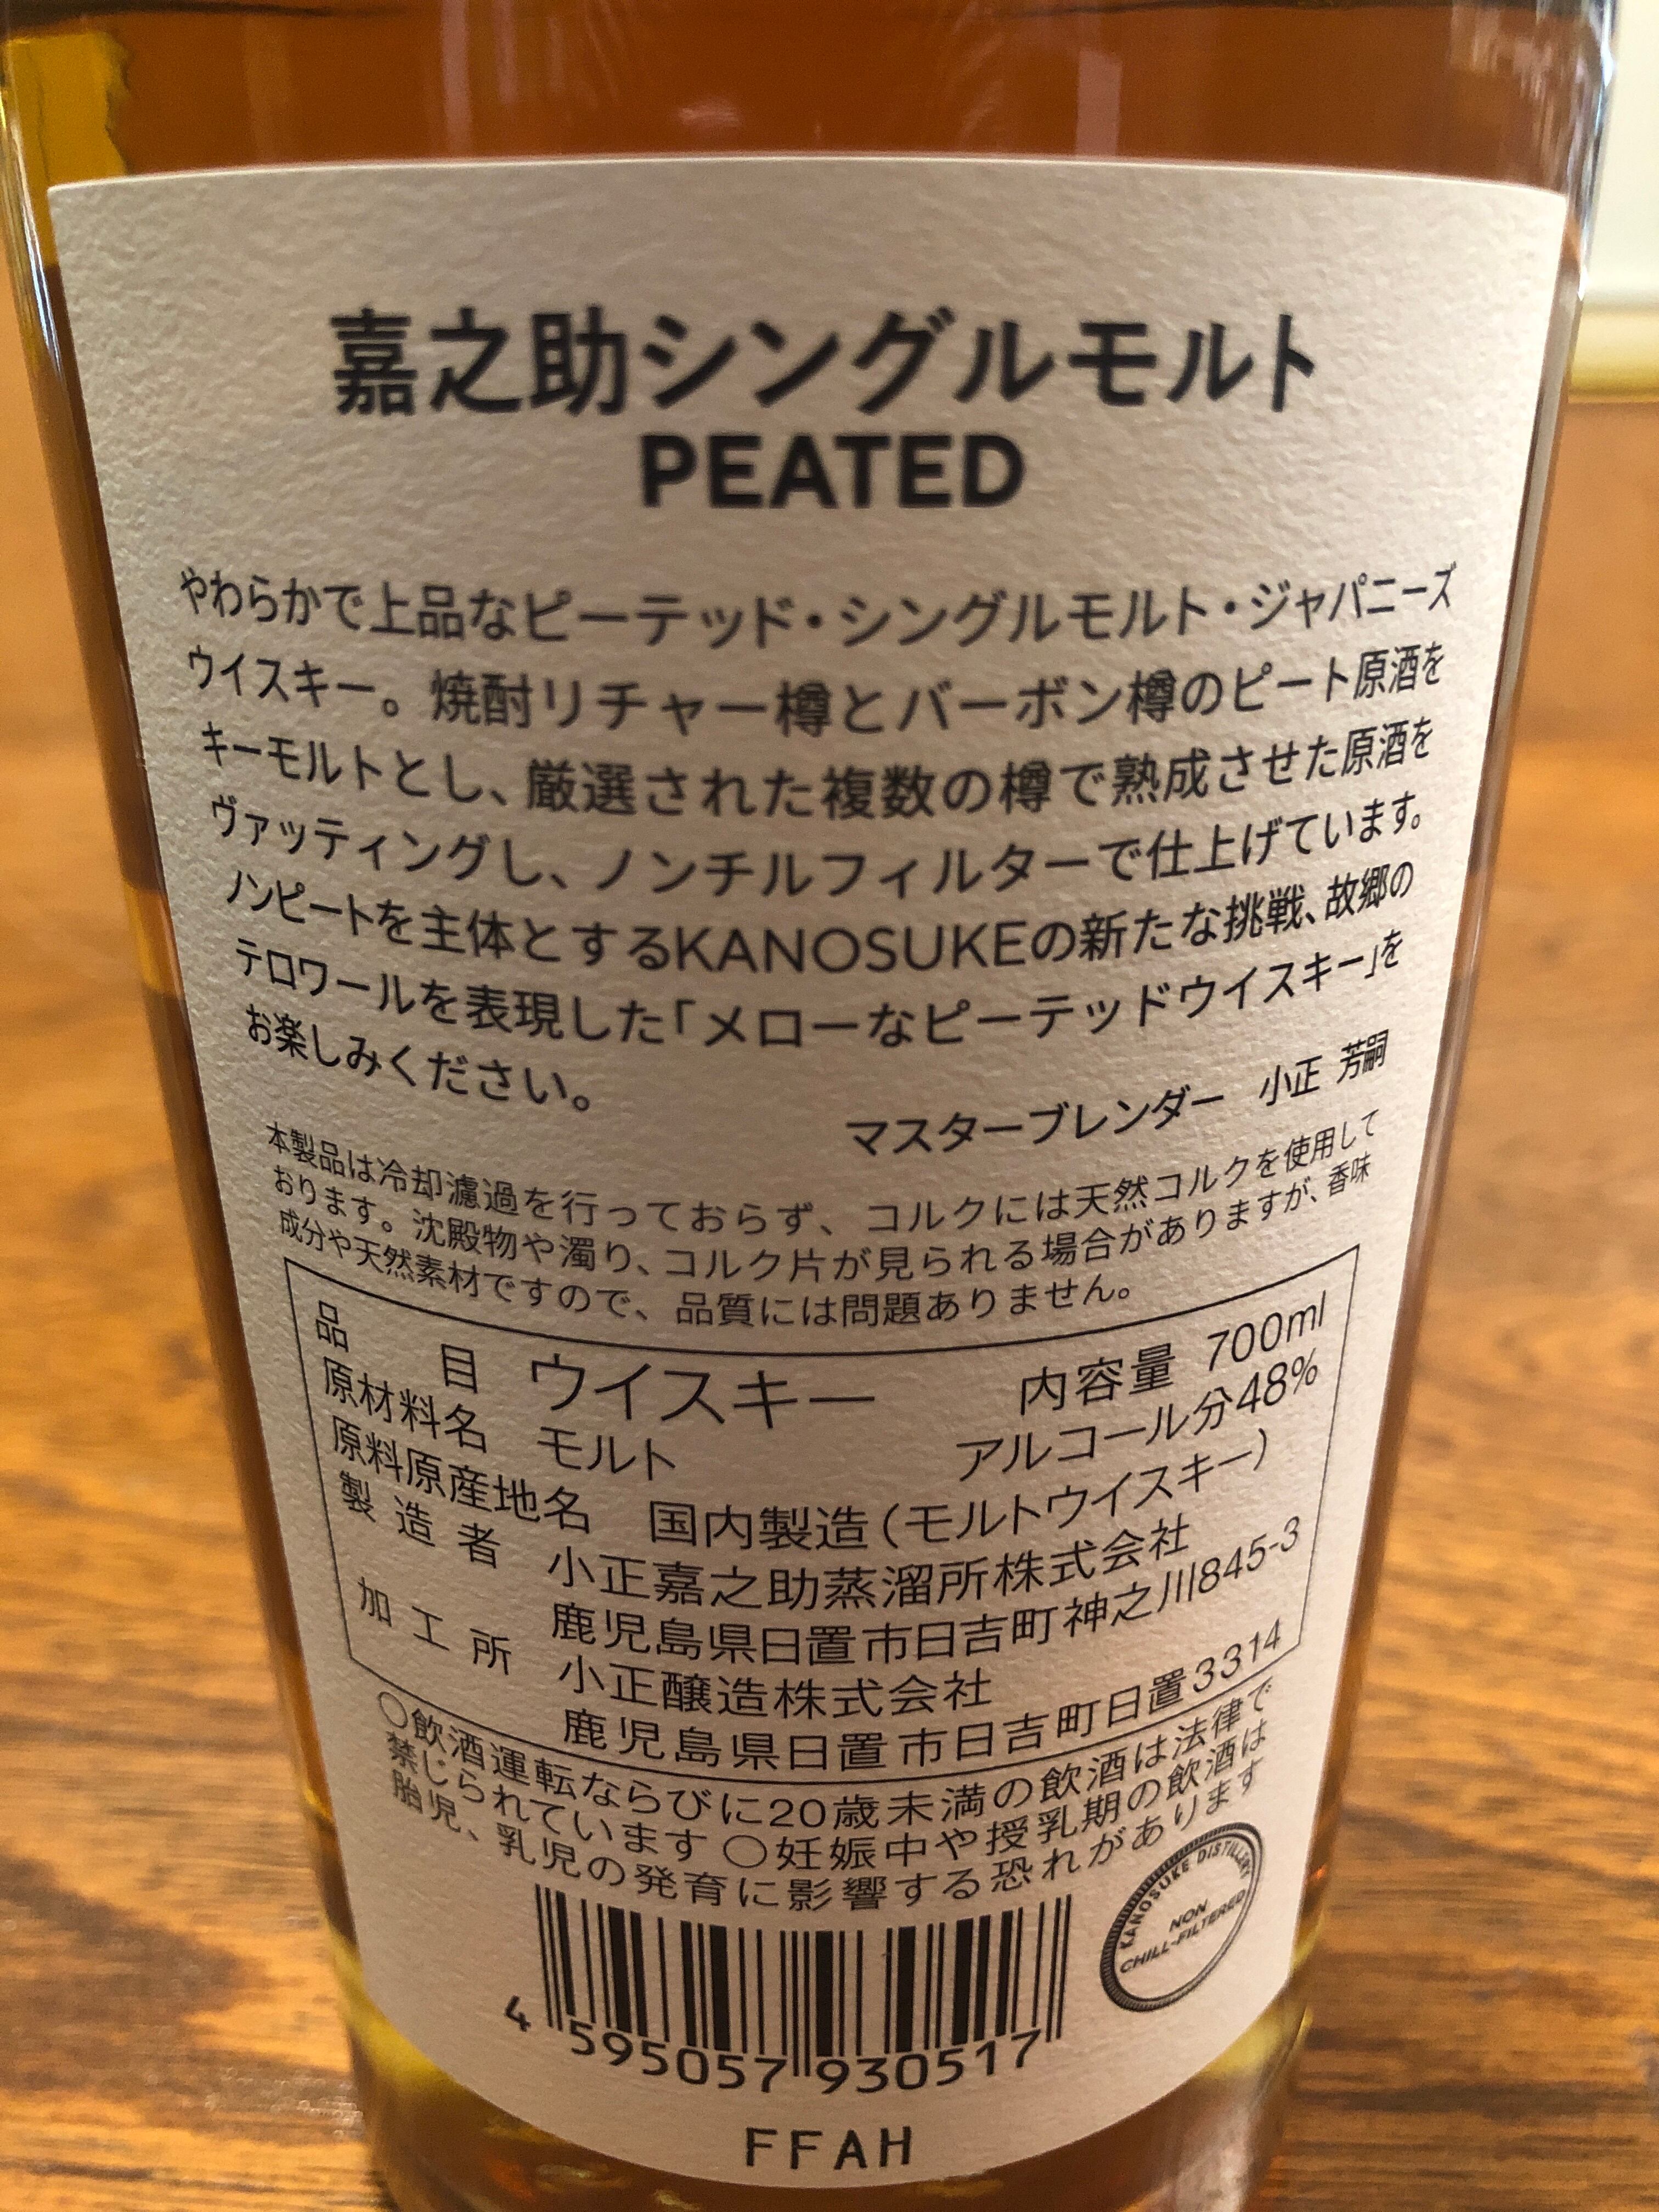 嘉之助シングルモルト
PEATED
やわらかで上品なピーテッド・シングルモルト・ジャパニーズ
ウイスキー。焼酎リチャー樽とバーボン樽のピート原酒を
キーモルトとし、厳選された複数の樽で熟成させた原酒を
ヴァッティングし、ノンチルフィルターで仕上げています。
ノンピートを主体とするKANOSUKEの新たな挑戦、故郷の
テロワールを表現した「メローなピーテッドウイスキー」を
お楽しみください。
マスターブレンダー 小正 芳嗣
本製品は冷却濾過を行っておらず、コルクには天然コルクを使用して
おります。沈殿物や濁り、コルク片が見られる場合がありますが、香味
成分や天然素材ですので、品質には問題ありません。
品目 ウイスキー 内容量 700ml
原材料名 モルト アルコール分48%
原料原産地名 国内製造(モルトウイスキー)
製造者 小正嘉之助蒸溜所株式会社
鹿児島県日置市日吉町神之川845-3
加工所 小正醸造株式会社
鹿児島県日置市日吉町日置3314
○飲酒運転ならびに20歳未満の飲酒は法律で
禁じられています ○妊娠中や授乳期の飲酒は
胎児、乳児の発育に影響する恐れがあります
KANOSUKE DISTILLERY
NON
CHILL-FILTERED
4 595057 930517
FFAH